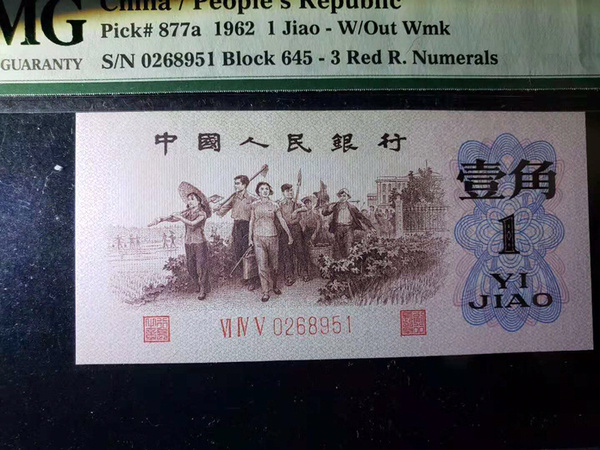 China / People's Republic
MG
Pick# 877a 1962 1 Jiao - W/Out Wmk
GUARANTY
S/N 0268951 Block 645 - 3 Red R. Numerals
中國人民銀行
壹角
1
YI
JIAO
VI IV V 0268951